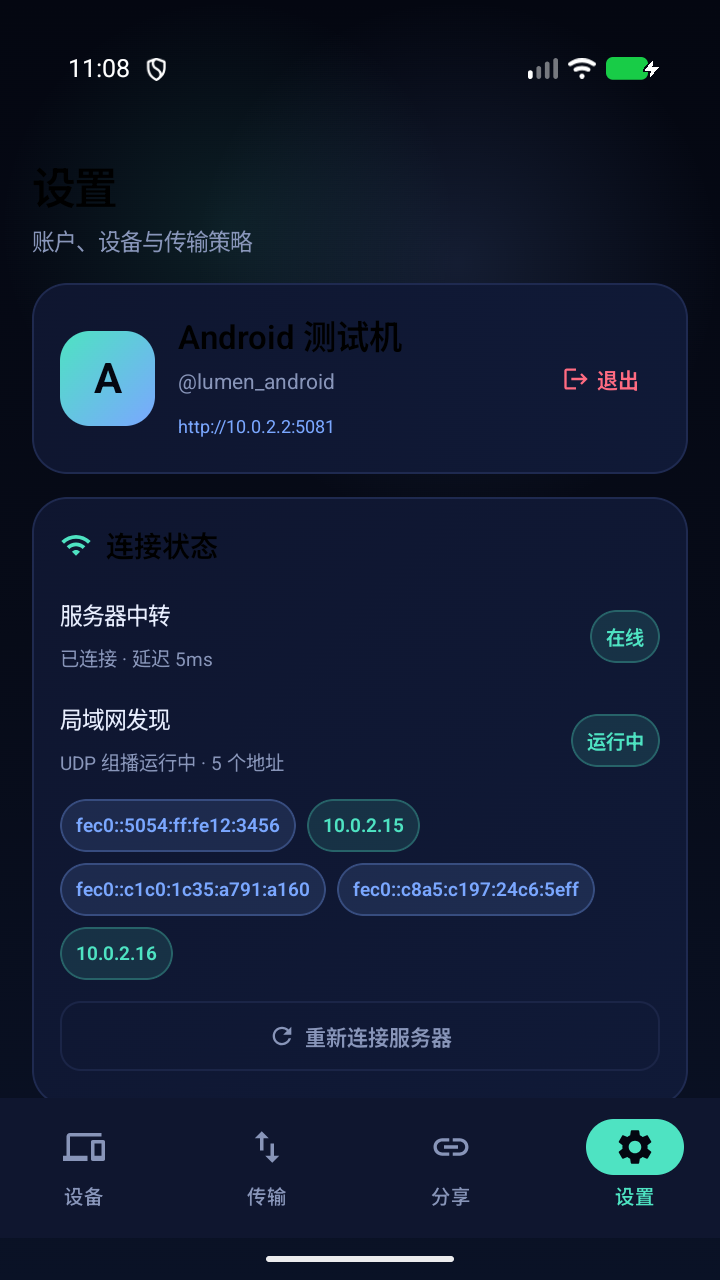 11:08
设置
账户、设备与传输策略
A
Android 测试机
@lumen_android
http://10.0.2.2:5081
退出
连接状态
服务器中转
已连接 · 延迟 5ms
在线
局域网发现
UDP 组播运行中 · 5 个地址
运行中
fec0::5054:ff:fe12:3456 10.0.2.15
fec0::c1c0:1c35:a791:a160 fec0::c8a5:c197:24c6:5eff
10.0.2.16
重新连接服务器
设备 传输 分享 设置